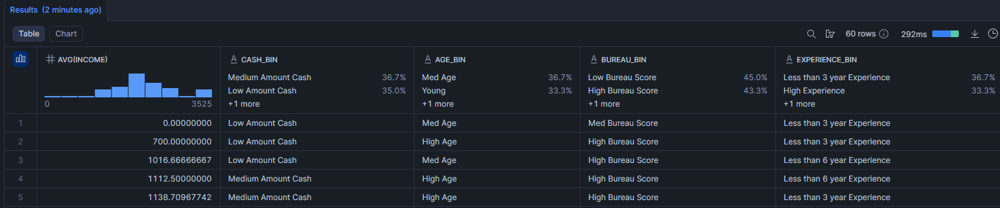 Results (2 minutes ago)
Table Chart 60 rows 292ms
AVG(INCOME) CASH_BIN AGE_BIN BUREAU_BIN EXPERIENCE_BIN
Medium Amount Cash 36.7% Med Age 36.7% Low Bureau Score 45.0% Less than 3 year Experience 36.7%
Low Amount Cash 35.0% Young 33.3% High Bureau Score 43.3% High Experience 33.3%
0 3525 +1 more +1 more +1 more +1 more
1 0.00000000 Low Amount Cash Med Age Med Bureau Score Less than 3 year Experience
2 700.00000000 Low Amount Cash High Age High Bureau Score Less than 3 year Experience
3 1016.66666667 Low Amount Cash Med Age High Bureau Score Less than 6 year Experience
4 1112.50000000 Medium Amount Cash High Age High Bureau Score Less than 6 year Experience
5 1138.70967742 Medium Amount Cash High Age High Bureau Score Less than 3 year Experience